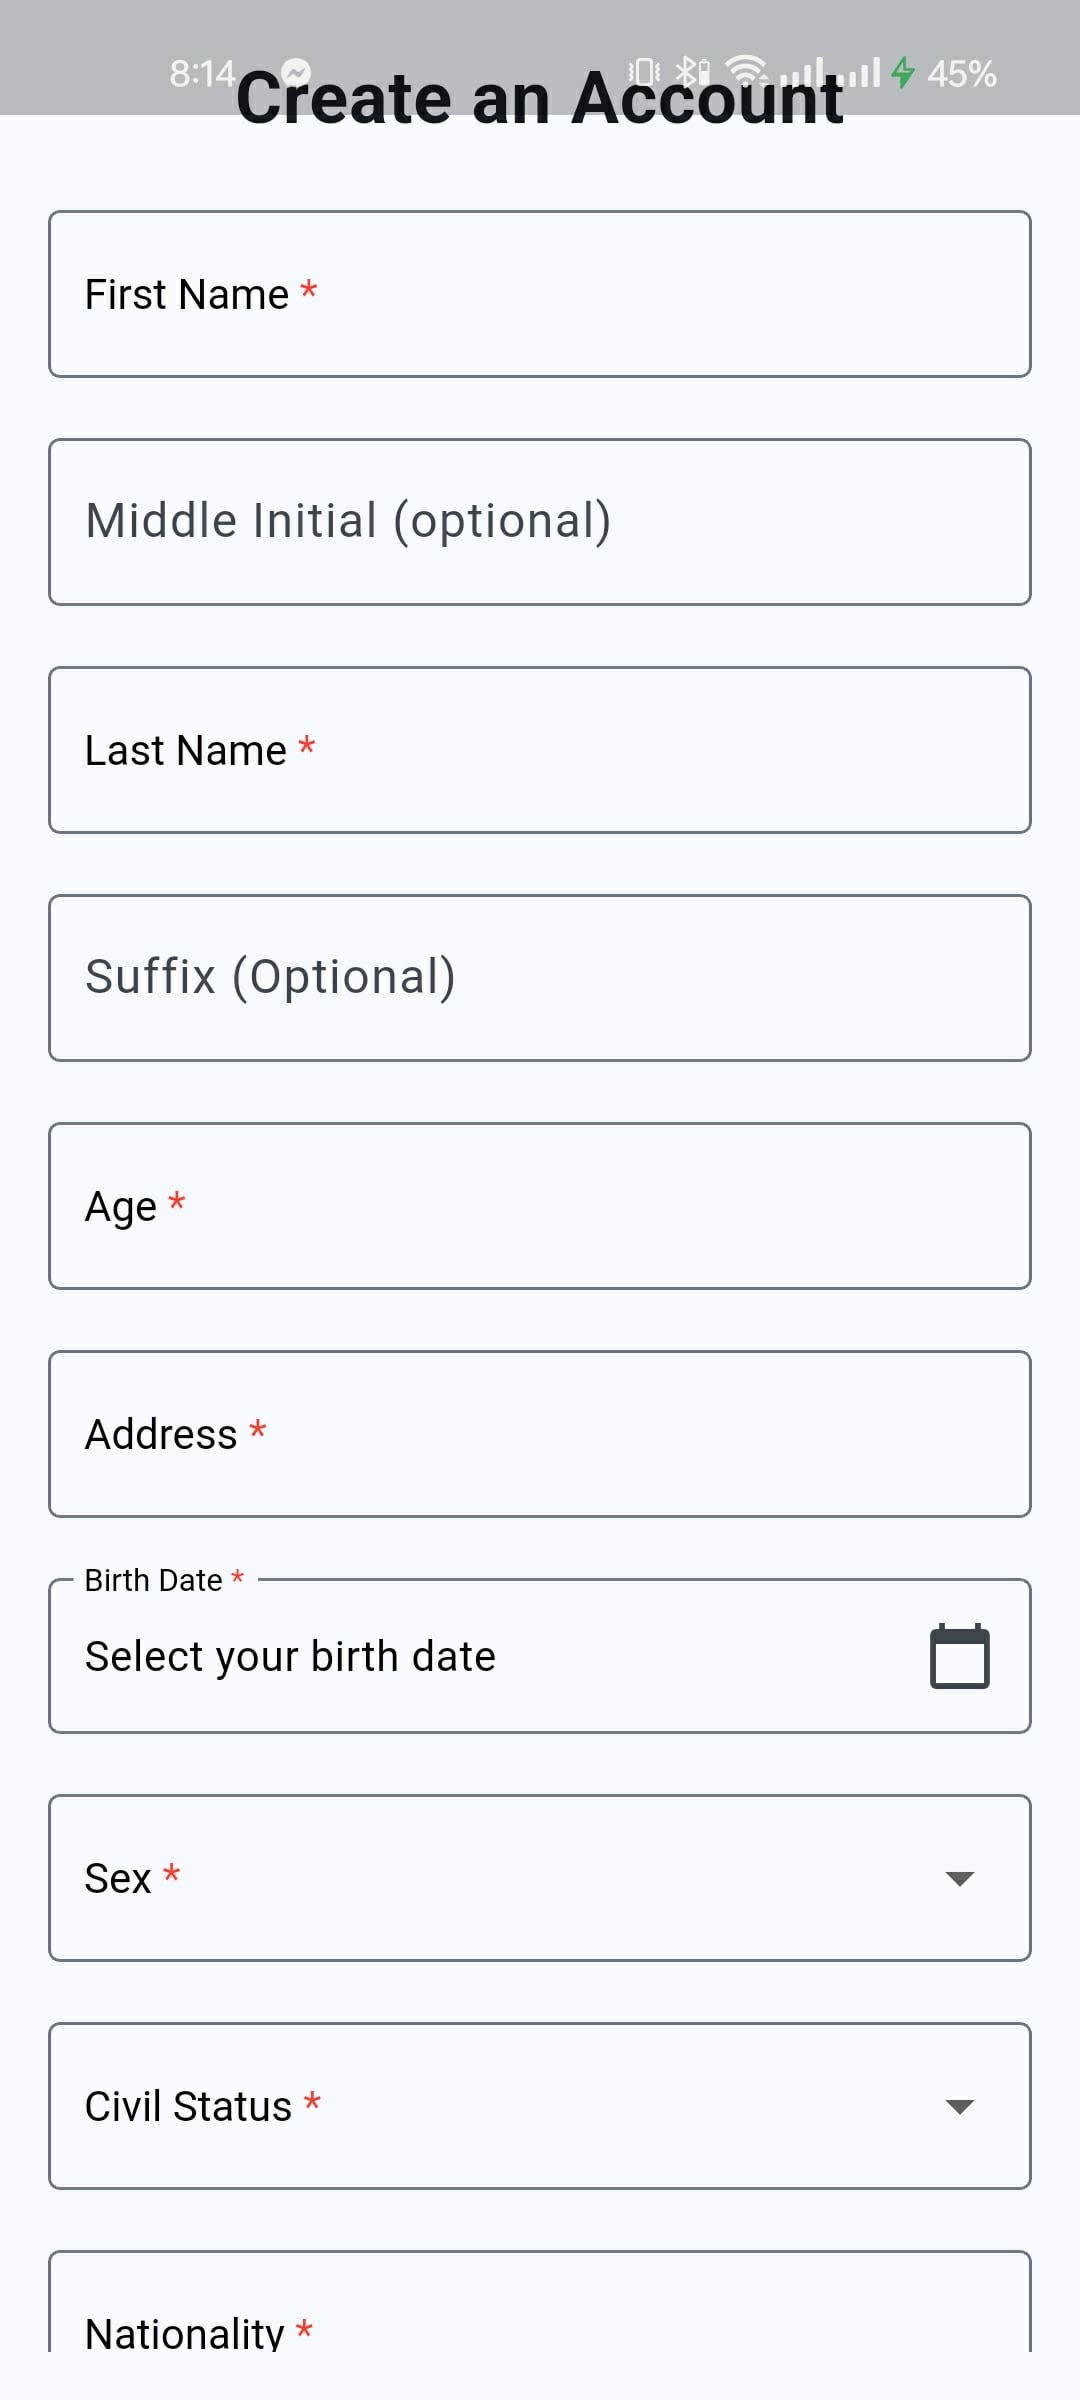 8:14 45%
Create an Account
First Name *
Middle Initial (optional)
Last Name *
Suffix (Optional)
Age *
Address *
Birth Date *
Select your birth date
Sex *
Civil Status *
Nationality *